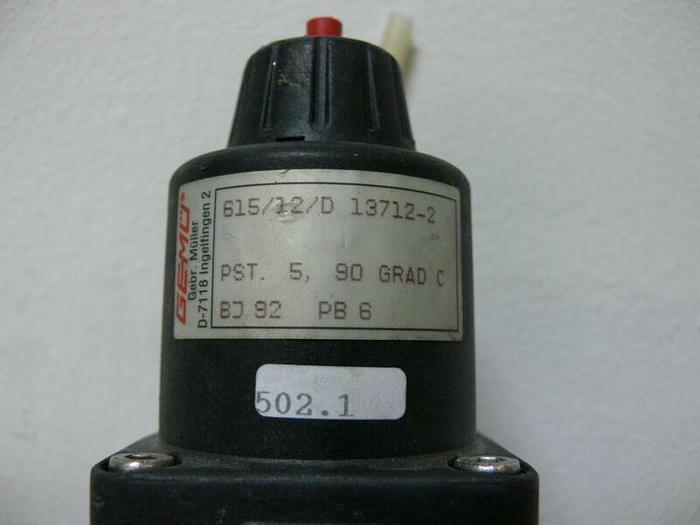 GEMÜ
Gebr. Müller
D-7118 Ingelfingen 2
615/12/D 13712-2
PST. 5, 90 GRAD C
BJ 92 PB 6
502.1